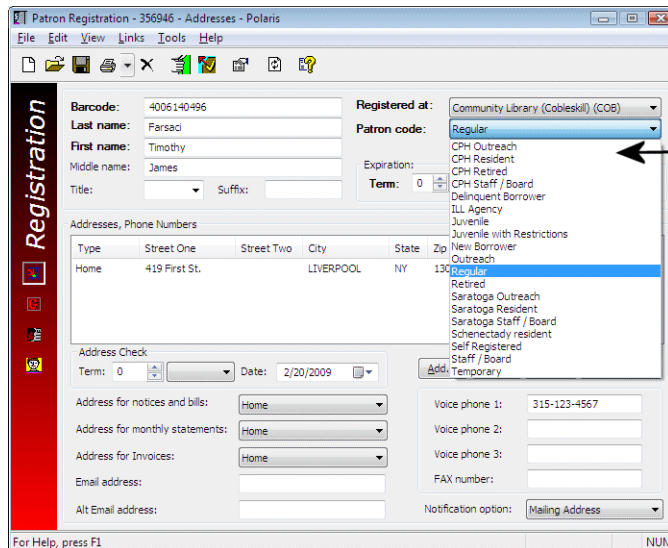 Patron Registration - 356946 - Addresses - Polaris
File Edit View Links Tools Help
Registration
Barcode: 4006140496
Registered at: Community Library (Cobleskill) (COB)
Last name: Farsaci
Patron code: Regular
First name: Timothy
Middle name: James
Title:
Suffix:
Expiration:
Term: 0
CPH Outreach
CPH Resident
CPH Retired
CPH Staff / Board
Delinquent Borrower
ILL Agency
Juvenile
Juvenile with Restrictions
New Borrower
Outreach
Regular
Retired
Saratoga Outreach
Saratoga Resident
Saratoga Staff / Board
Schenectady resident
Self Registered
Staff / Board
Temporary
Addresses, Phone Numbers
Type Street One Street Two City State Zip
Home 419 First St. LIVERPOOL NY 130
Address Check
Term: 0 Date: 2/20/2009
Add.
Address for notices and bills: Home
Voice phone 1: 315-123-4567
Address for monthly statements: Home
Voice phone 2:
Address for Invoices: Home
Voice phone 3:
Email address:
FAX number:
Alt Email address:
Notification option: Mailing Address
For Help, press F1
NUM